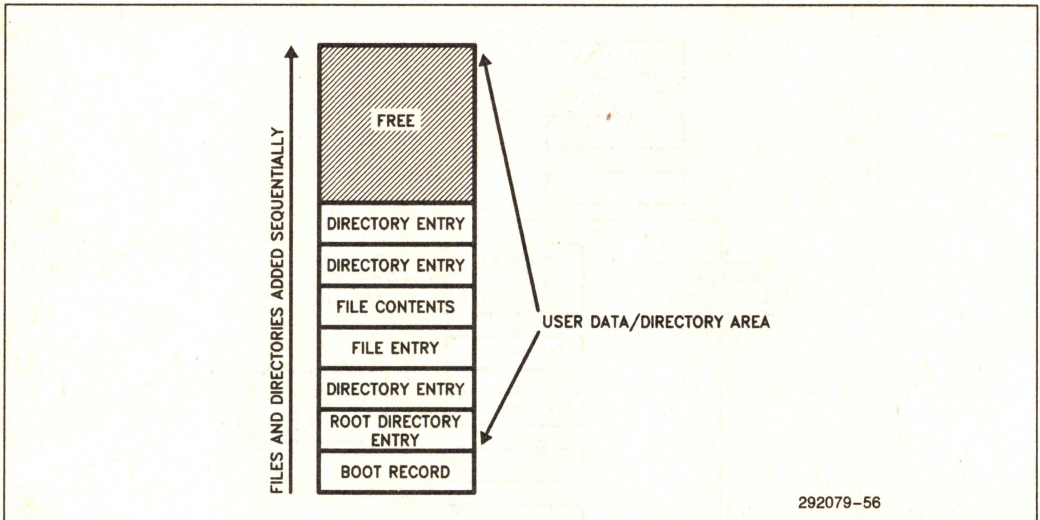 FILES AND DIRECTORIES ADDED SEQUENTIALLY
FREE
DIRECTORY ENTRY
DIRECTORY ENTRY
FILE CONTENTS
FILE ENTRY
DIRECTORY ENTRY
ROOT DIRECTORY
ENTRY
BOOT RECORD
USER DATA/DIRECTORY AREA
292079-56